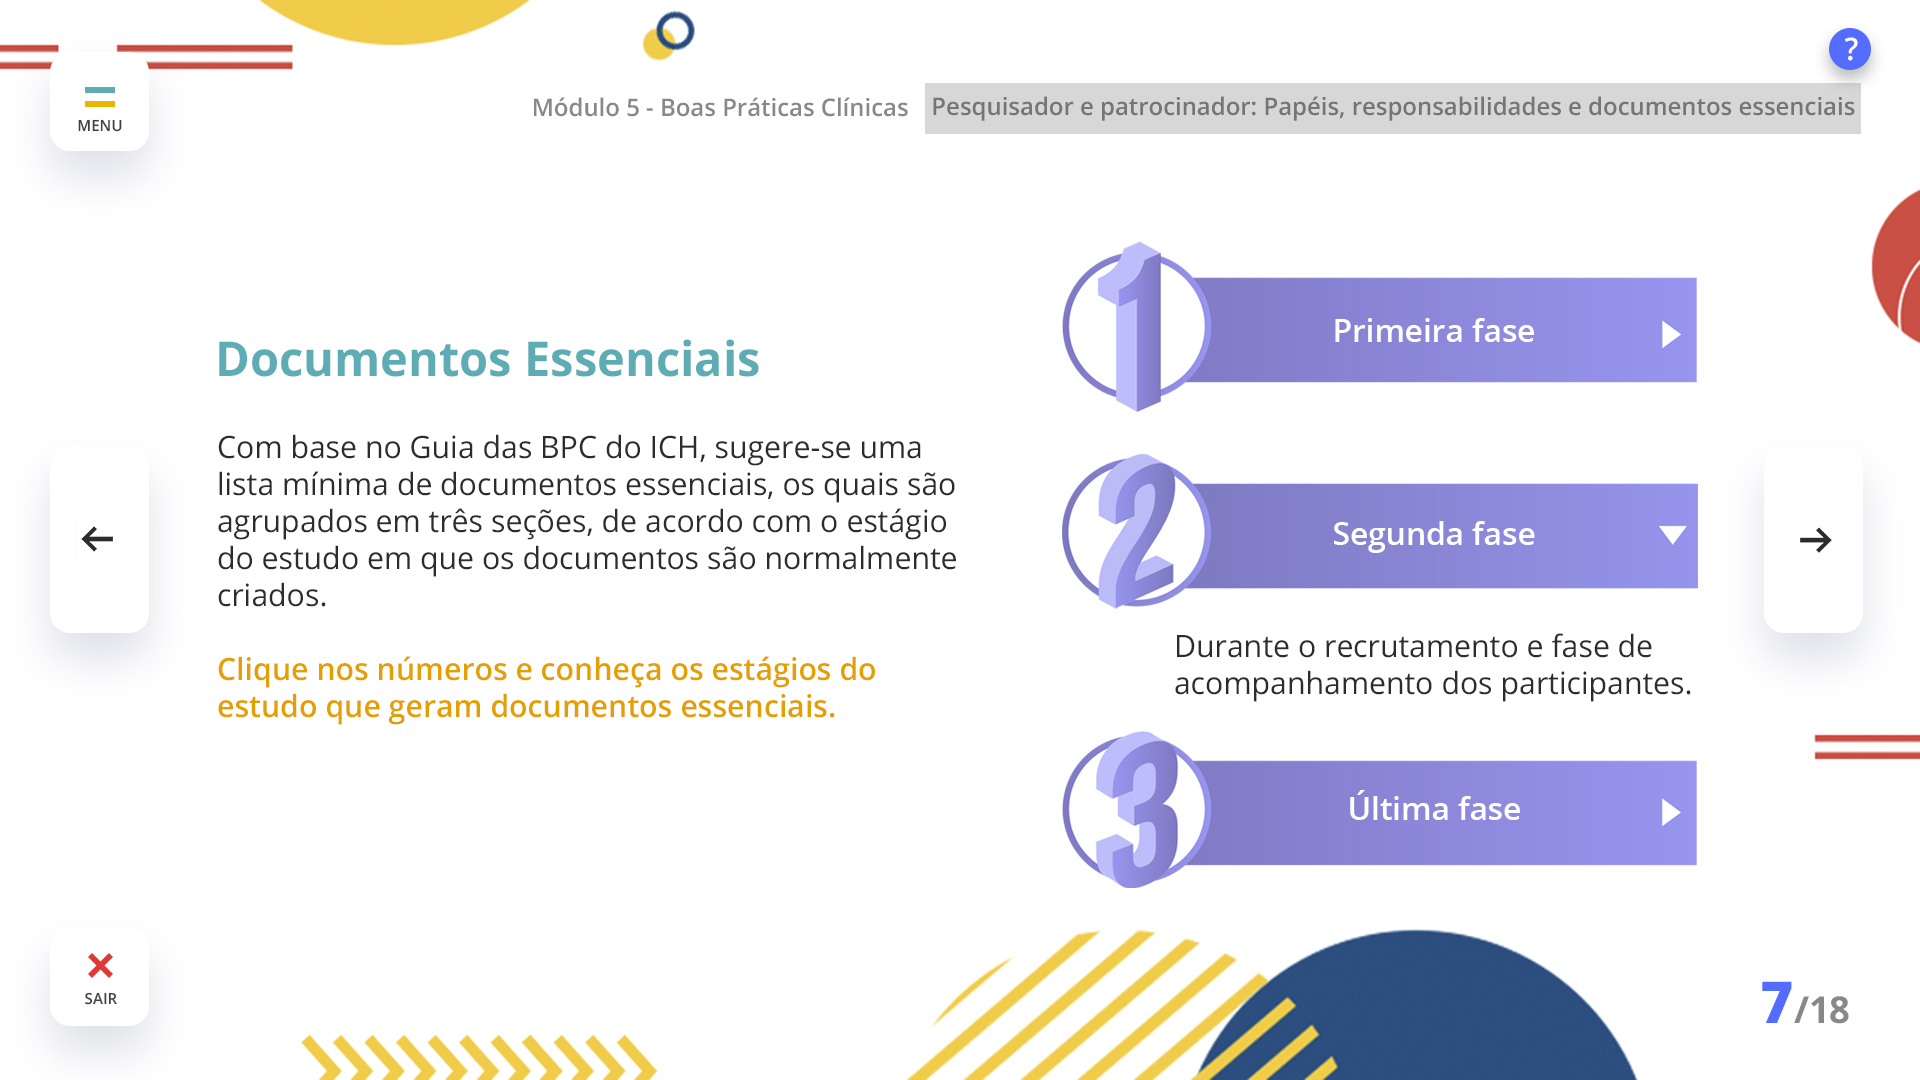 ?
MENU
Módulo 5 - Boas Práticas Clínicas
Pesquisador e patrocinador: Papéis, responsabilidades e documentos essenciais
Documentos Essenciais
Com base no Guia das BPC do ICH, sugere-se uma
lista mínima de documentos essenciais, os quais são
agrupados em três seções, de acordo com o estágio
do estudo em que os documentos são normalmente
criados.
Clique nos números e conheça os estágios do
estudo que geram documentos essenciais.
1
Primeira fase
2
Segunda fase
Durante o recrutamento e fase de
acompanhamento dos participantes.
3
Última fase
SAIR
7/18